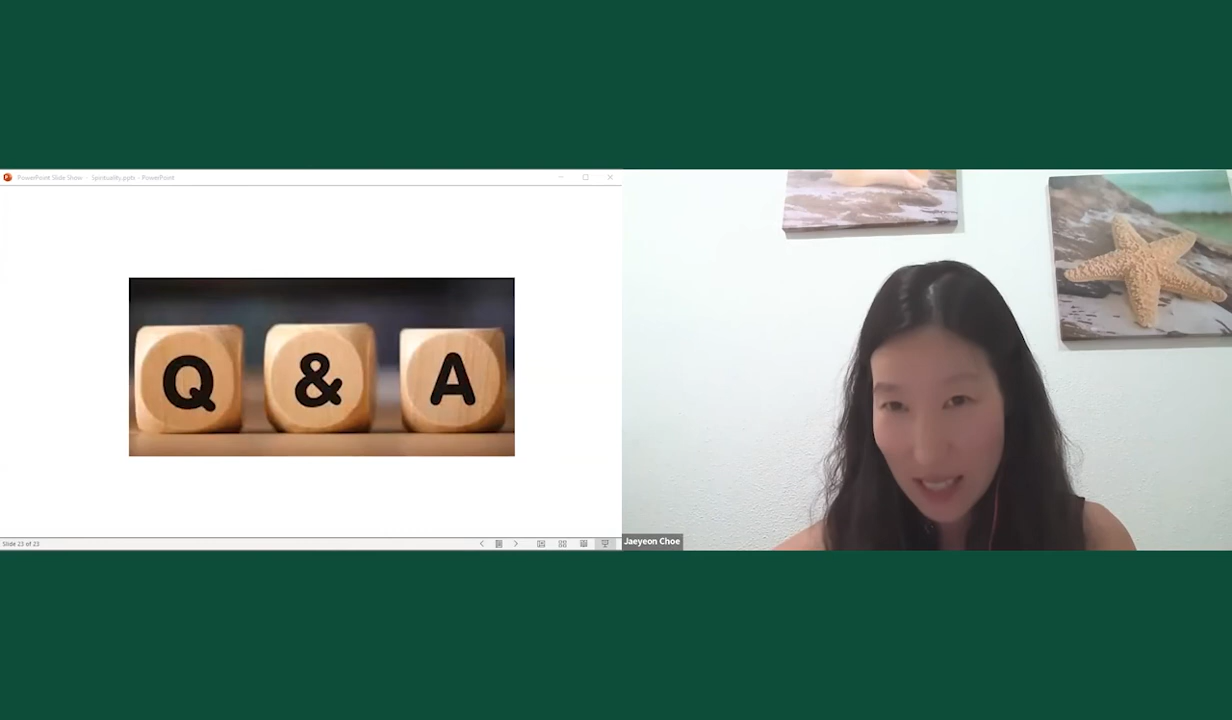 PowerPoint Slide Show - Spirituality.pptx - PowerPoint
Q & A
Slide 23 of 23
Jaeyeon Choe